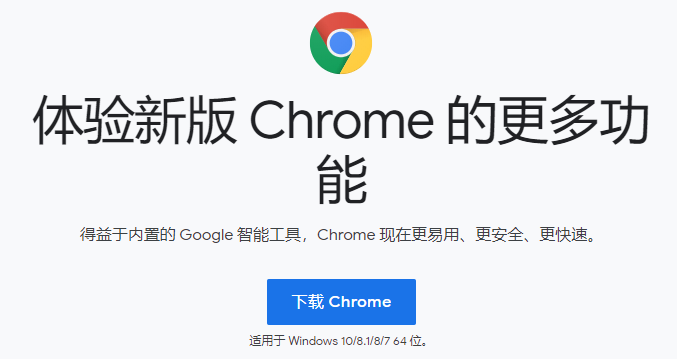 体验新版 Chrome 的更多功
能
得益于内置的 Google 智能工具，Chrome 现在更易用、更安全、更快速。
下载 Chrome
适用于 Windows 10/8.1/8/7 64 位。